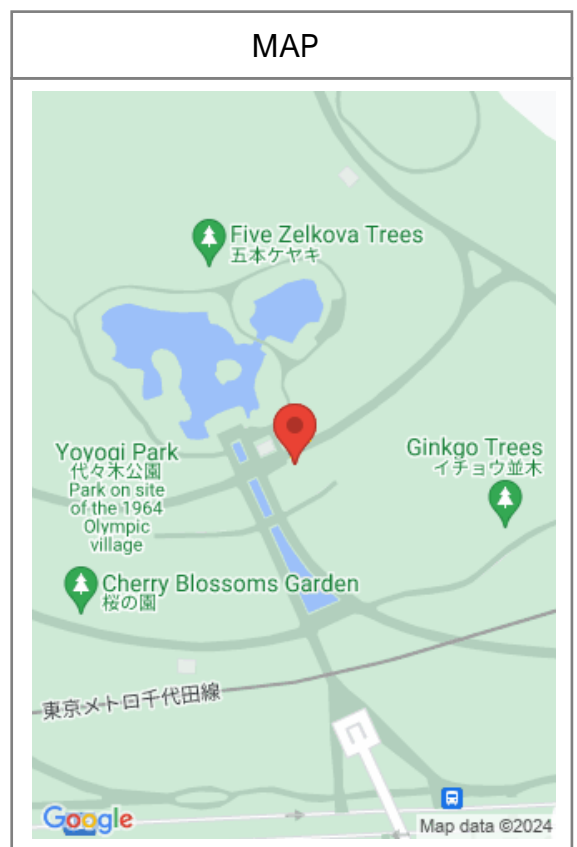 MAP
Five Zelkova Trees
五本ケヤキ
Yoyogi Park
代々木公園
Park on site
of the 1964
Olympic
village
Ginkgo Trees
イチョウ並木
Cherry Blossoms Garden
桜の園
東京メトロ千代田線
Google
Map data ©2024